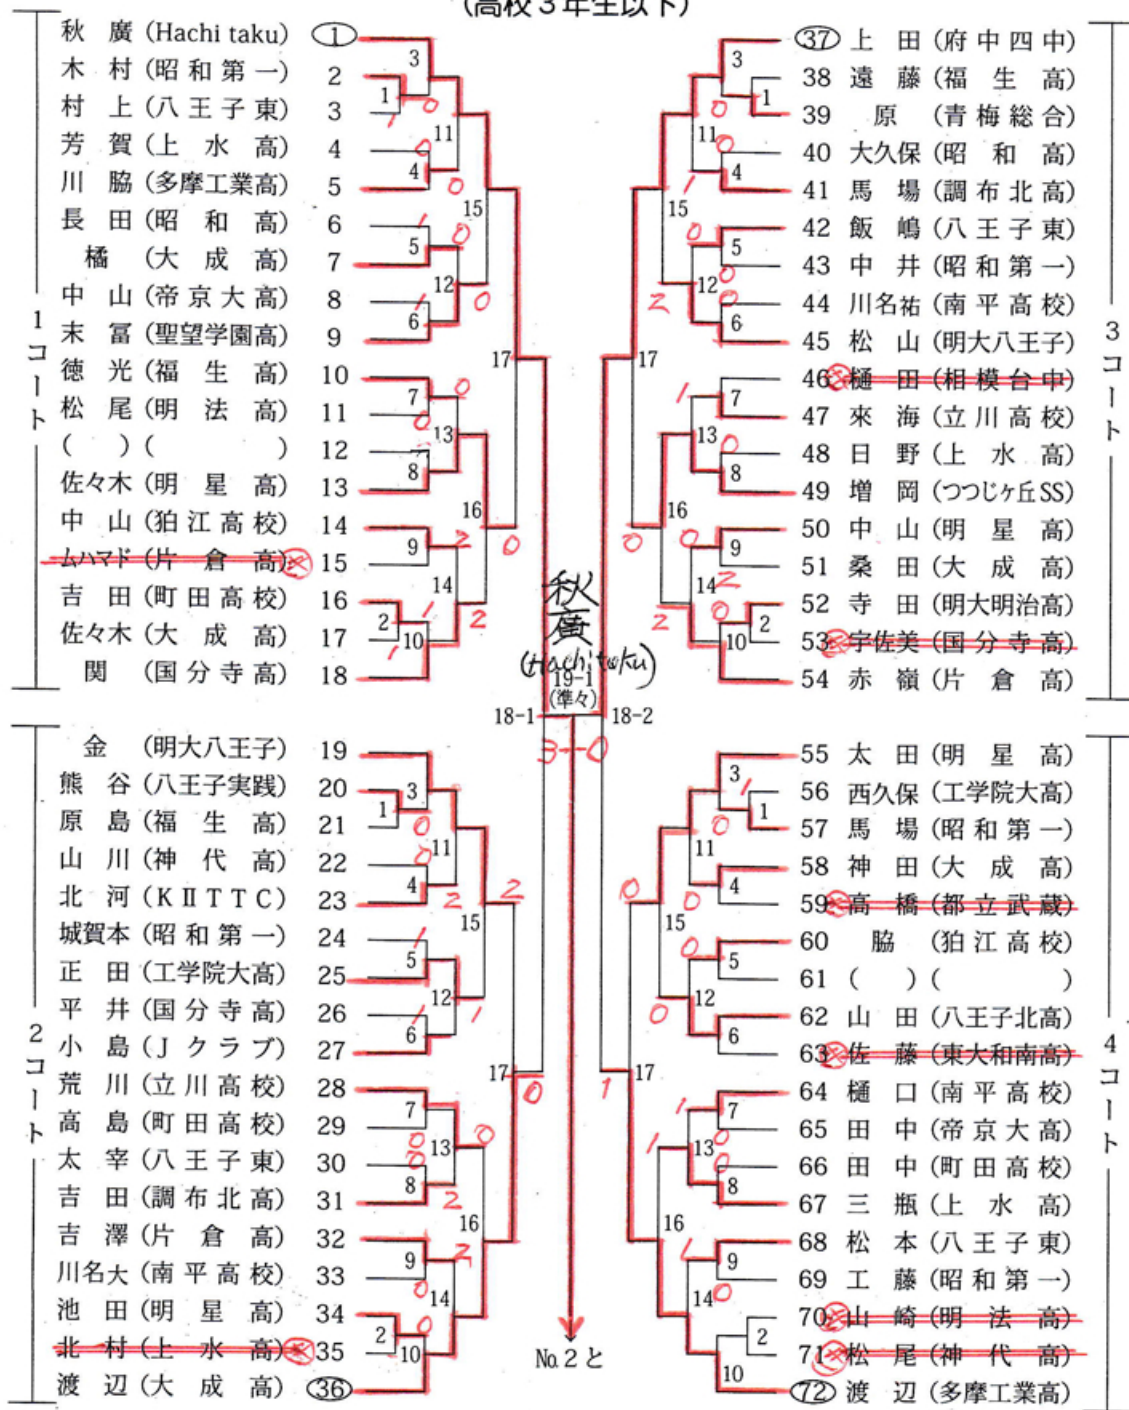 (高校3年生以下)
1コート
秋廣 (Hachi taku) 1
木村 (昭和第一) 2
村上 (八王子東) 3
芳賀 (上水高) 4
川脇 (多摩工業高) 5
長田 (昭和高) 6
橘 (大成高) 7
中山 (帝京大高) 8
末冨 (聖望学園高) 9
徳光 (福生高) 10
松尾 (明法高) 11
( ) ( ) 12
佐々木 (明星高) 13
中山 (狛江高校) 14
ムハマド (片倉高) 15
吉田 (町田高校) 16
佐々木 (大成高) 17
関 (国分寺高) 18
2コート
金 (明大八王子) 19
熊谷 (八王子実践) 20
原島 (福生高) 21
山川 (神代高) 22
北河 (KⅡTTC) 23
城賀本 (昭和第一) 24
正田 (工学院大高) 25
平井 (国分寺高) 26
小島 (Jクラブ) 27
荒川 (立川高校) 28
高島 (町田高校) 29
太宰 (八王子東) 30
吉田 (調布北高) 31
吉澤 (片倉高) 32
川名大 (南平高校) 33
池田 (明星高) 34
北村 (上水高) 35
渡辺 (大成高) 36
秋廣
(Hachitaku)
19-1
(準々)
18-1 18-2
3-0
No.2と
3コート
37 上田 (府中四中)
38 遠藤 (福生高)
39 原 (青梅総合)
40 大久保 (昭和高)
41 馬場 (調布北高)
42 飯嶋 (八王子東)
43 中井 (昭和第一)
44 川名祐 (南平高校)
45 松山 (明大八王子)
46 樋田 (相模台中)
47 來海 (立川高校)
48 日野 (上水高)
49 増岡 (つつじヶ丘SS)
50 中山 (明星高)
51 桑田 (大成高)
52 寺田 (明大明治高)
53 宇佐美 (国分寺高)
54 赤嶺 (片倉高)
4コート
55 太田 (明星高)
56 西久保 (工学院大高)
57 馬場 (昭和第一)
58 神田 (大成高)
59 高橋 (都立武蔵)
60 脇 (狛江高校)
61 ( ) ( )
62 山田 (八王子北高)
63 佐藤 (東大和南高)
64 樋口 (南平高校)
65 田中 (帝京大高)
66 田中 (町田高校)
67 三瓶 (上水高)
68 松本 (八王子東)
69 工藤 (昭和第一)
70 山崎 (明法高)
71 松尾 (神代高)
72 渡辺 (多摩工業高)